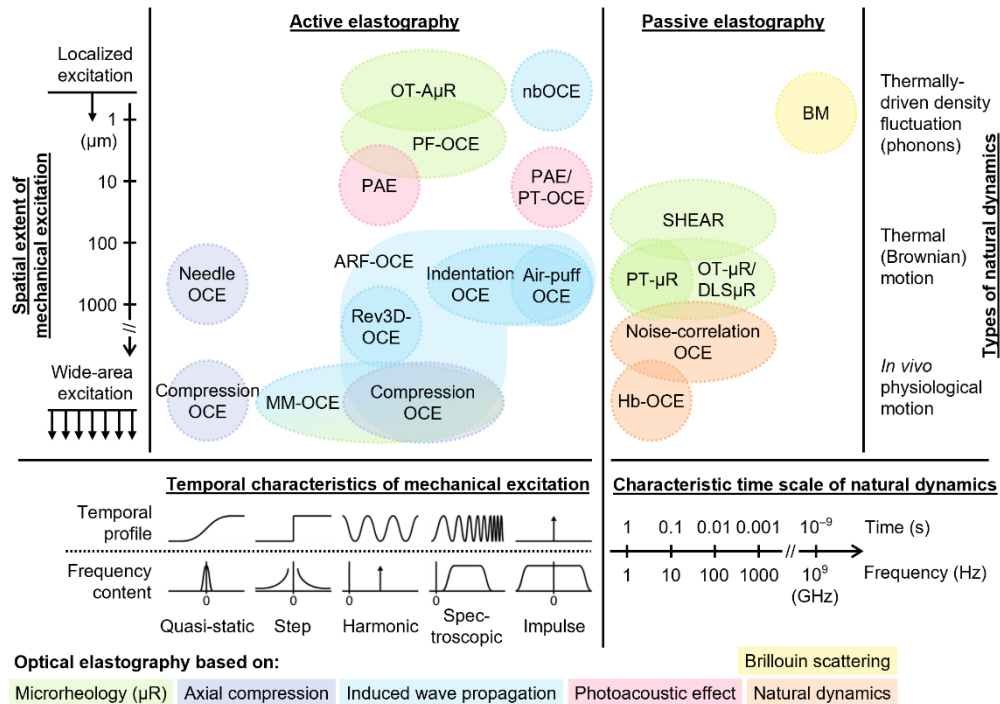 Active elastography
Passive elastography
Localized
excitation
1
(µm)
10
100
1000
//
Wide-area
excitation
Spatial extent of
mechanical excitation
OT-AµR
nbOCE
PF-OCE
PAE
PAE/
PT-OCE
Needle
OCE
ARF-OCE
Indentation
OCE
Air-puff
OCE
Rev3D-
OCE
Compression
OCE
MM-OCE
Compression
OCE
BM
SHEAR
PT-µR
OT-µR/
DLSµR
Noise-correlation
OCE
Hb-OCE
Thermally-
driven density
fluctuation
(phonons)
Thermal
(Brownian)
motion
In vivo
physiological
motion
Types of natural dynamics
Temporal characteristics of mechanical excitation
Temporal
profile
Frequency
content
0 0 0 0 0
Quasi-static Step Harmonic Spec-
troscopic Impulse
Characteristic time scale of natural dynamics
1 0.1 0.01 0.001 10⁻⁹ Time (s)
//
1 10 100 1000 10⁹ Frequency (Hz)
(GHz)
Optical elastography based on:
Brillouin scattering
Microrheology (µR) Axial compression Induced wave propagation Photoacoustic effect Natural dynamics